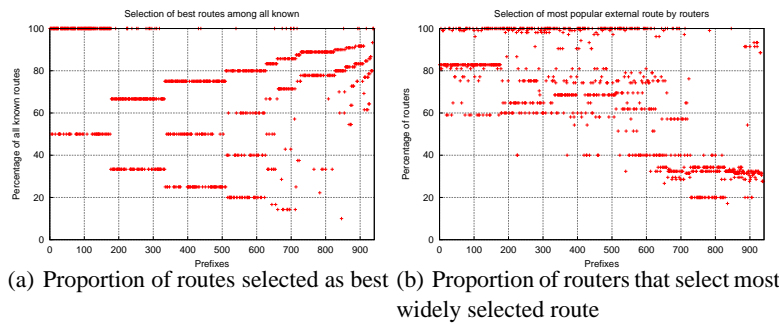 Selection of best routes among all known
Percentage of all known routes
100
80
60
40
20
0
0 100 200 300 400 500 600 700 800 900
Prefixes
(a) Proportion of routes selected as best
Selection of most popular external route by routers
Percentage of routers
100
80
60
40
20
0
0 100 200 300 400 500 600 700 800 900
Prefixes
(b) Proportion of routers that select most
widely selected route